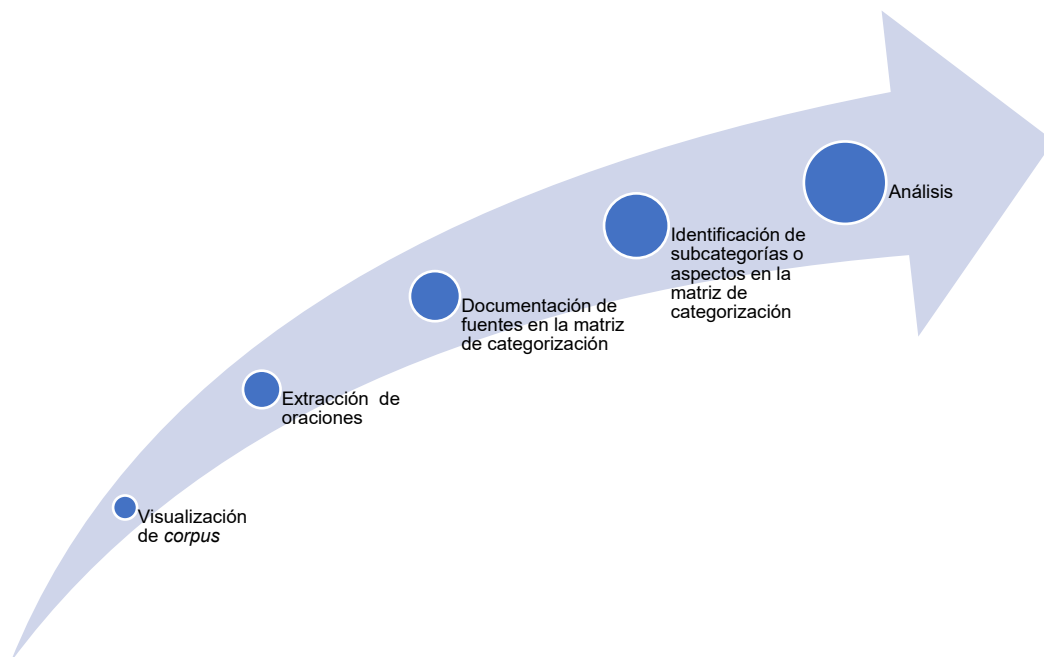 Visualización
de corpus
Extracción de
oraciones
Documentación de
fuentes en la matriz
de categorización
Identificación de
subcategorías o
aspectos en la
matriz de
categorización
Análisis